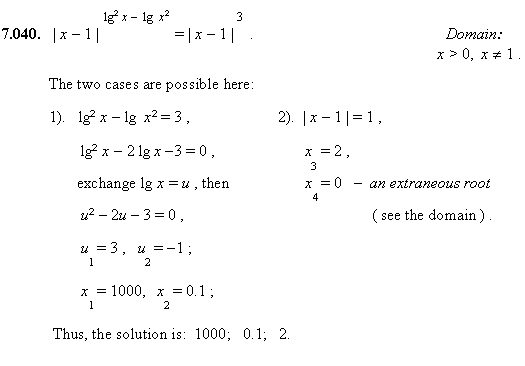 7.040. | x – 1 |^(lg² x – lg x²) = | x – 1 |³ . Domain:
x > 0, x ≠ 1 .
The two cases are possible here:
1). lg² x – lg x² = 3 , 2). | x – 1 | = 1 ,
lg² x – 2 lg x – 3 = 0 , x₃ = 2 ,
exchange lg x = u , then x₄ = 0 – an extraneous root
u² – 2u – 3 = 0 , ( see the domain ) .
u₁ = 3 , u₂ = –1 ;
x₁ = 1000, x₂ = 0.1 ;
Thus, the solution is: 1000; 0.1; 2.